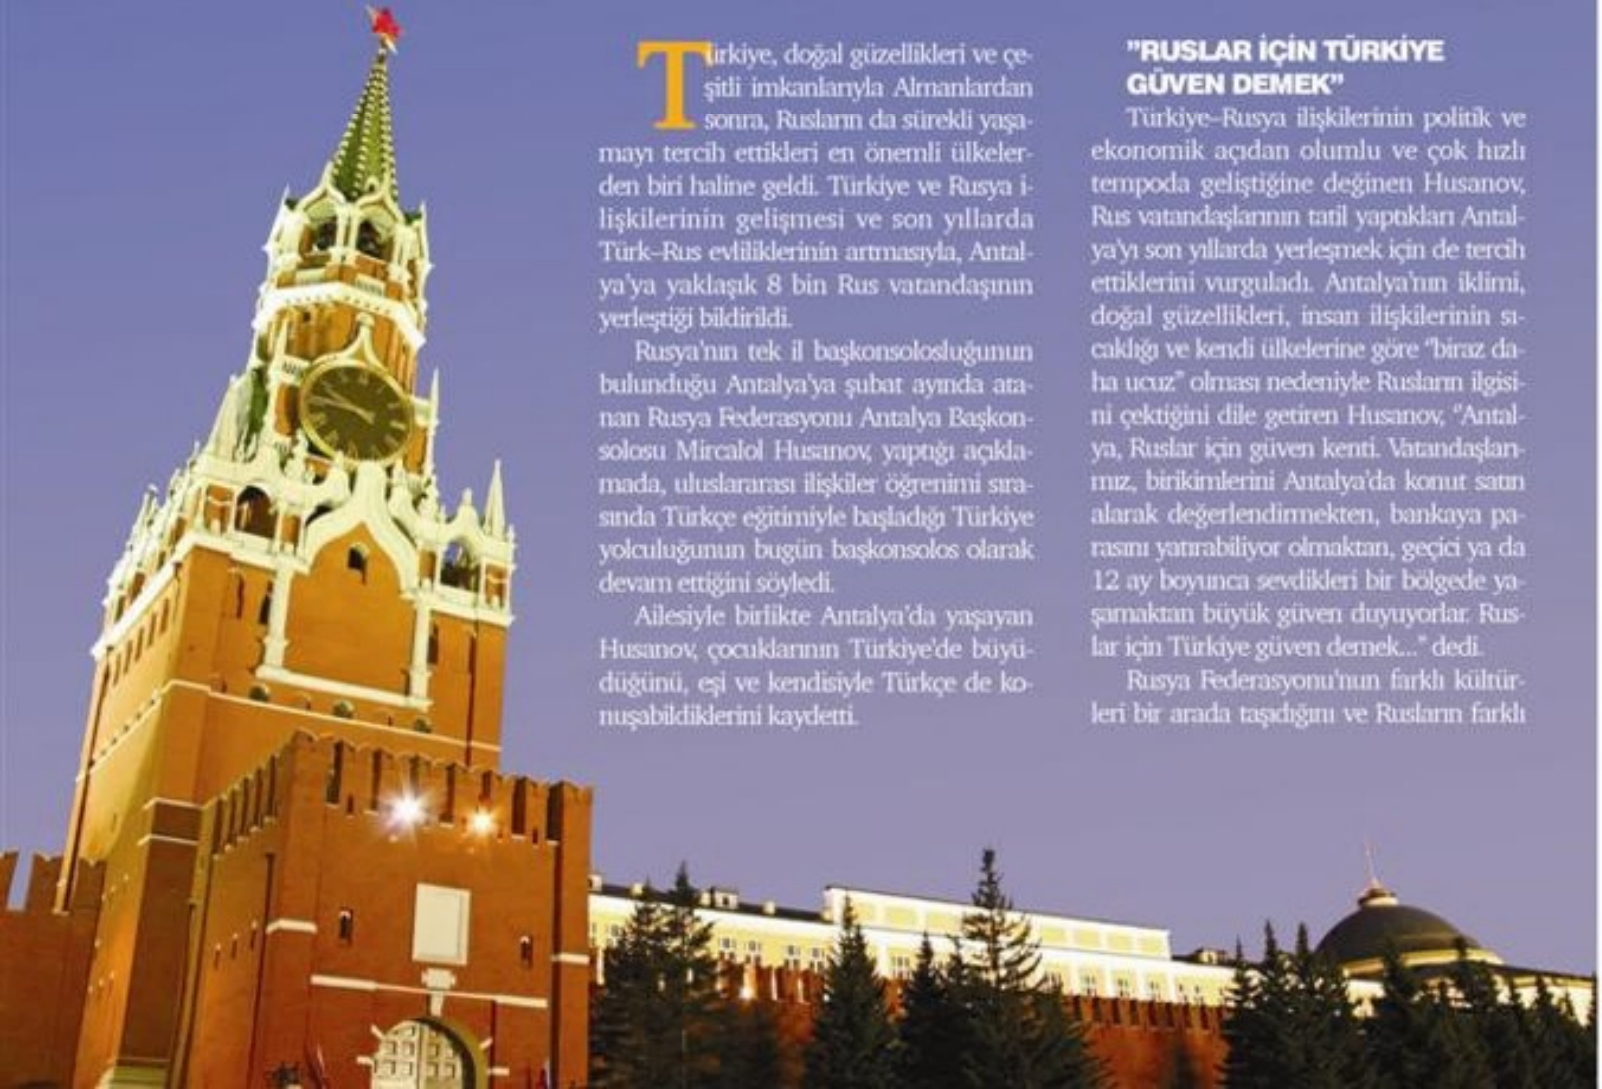 Türkiye, doğal güzellikleri ve çe-
şitli imkanlarıyla Almanlardan
sonra, Rusların da sürekli yaşa-
mayı tercih ettikleri en önemli ülkeler-
den biri haline geldi. Türkiye ve Rusya i-
lişkilerinin gelişmesi ve son yıllarda
Türk-Rus evliliklerinin artmasıyla, Antal-
ya'ya yaklaşık 8 bin Rus vatandaşının
yerleştiği bildirildi.
Rusya'nın tek il başkonsolosluğunun
bulunduğu Antalya'ya şubat ayında ata-
nan Rusya Federasyonu Antalya Başkon-
solosu Mircalol Husanov, yaptığı açıkla-
mada, uluslararası ilişkiler öğrenimi sıra-
sında Türkçe eğitimiyle başladığı Türkiye
yolculuğunun bugün başkonsolos olarak
devam ettiğini söyledi.
Ailesiyle birlikte Antalya'da yaşayan
Husanov, çocuklarının Türkiye'de büyü-
düğünü, eşi ve kendisiyle Türkçe de ko-
nuşabildiklerini kaydetti.
"RUSLAR İÇİN TÜRKİYE
GÜVEN DEMEK"
Türkiye-Rusya ilişkilerinin politik ve
ekonomik açıdan olumlu ve çok hızlı
tempoda geliştiğine değinen Husanov,
Rus vatandaşlarının tatil yaptıkları Antal-
ya'yı son yıllarda yerleşmek için de tercih
ettiklerini vurguladı. Antalya'nın iklimi,
doğal güzellikleri, insan ilişkilerinin sı-
caklığı ve kendi ülkelerine göre "biraz da-
ha ucuz" olması nedeniyle Rusların ilgisi-
ni çektiğini dile getiren Husanov, "Antal-
ya, Ruslar için güven kenti. Vatandaşları-
mız, birikimlerini Antalya'da konut satın
alarak değerlendirmekten, bankaya pa-
rasını yatırabiliyor olmaktan, geçici ya da
12 ay boyunca sevdikleri bir bölgede ya-
şamaktan büyük güven duyuyorlar. Rus-
lar için Türkiye güven demek..." dedi.
Rusya Federasyonu'nun farklı kültür-
leri bir arada taşıdığını ve Rusların farklı